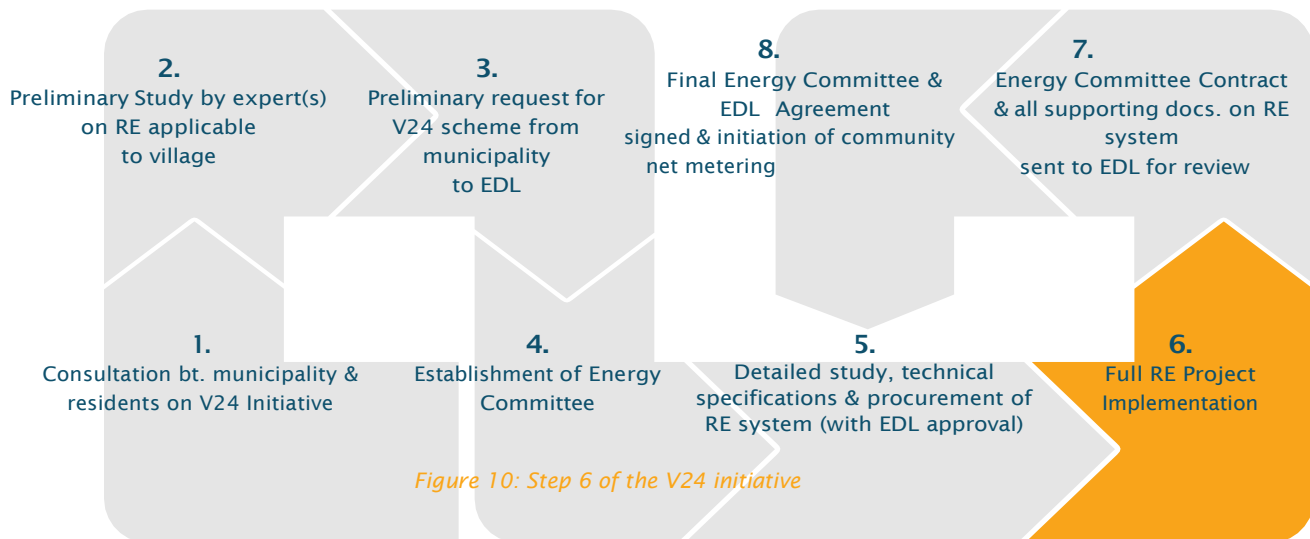 2.
Preliminary Study by expert(s)
on RE applicable
to village
3.
Preliminary request for
V24 scheme from
municipality
to EDL
8.
Final Energy Committee &
EDL Agreement
signed & initiation of community
net metering
7.
Energy Committee Contract
& all supporting docs. on RE
system
sent to EDL for review
1.
Consultation bt. municipality &
residents on V24 Initiative
4.
Establishment of Energy
Committee
5.
Detailed study, technical
specifications & procurement of
RE system (with EDL approval)
6.
Full RE Project
Implementation
Figure 10: Step 6 of the V24 initiative